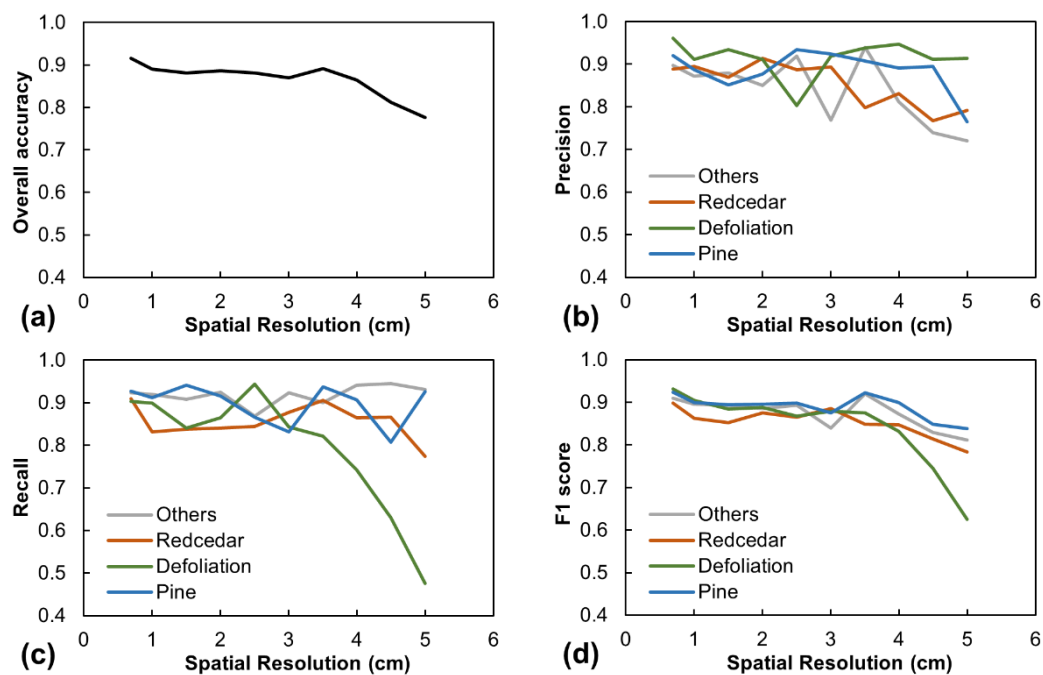 1.0
0.9
0.8
0.7
0.6
0.5
0.4
Overall accuracy
0 1 2 3 4 5 6
Spatial Resolution (cm)
(a)
1.0
0.9
0.8
0.7
0.6
0.5
0.4
Precision
Others
Redcedar
Defoliation
Pine
0 1 2 3 4 5 6
Spatial Resolution (cm)
(b)
1.0
0.9
0.8
0.7
0.6
0.5
0.4
Recall
Others
Redcedar
Defoliation
Pine
0 1 2 3 4 5 6
Spatial Resolution (cm)
(c)
1.0
0.9
0.8
0.7
0.6
0.5
0.4
F1 score
Others
Redcedar
Defoliation
Pine
0 1 2 3 4 5 6
Spatial Resolution (cm)
(d)